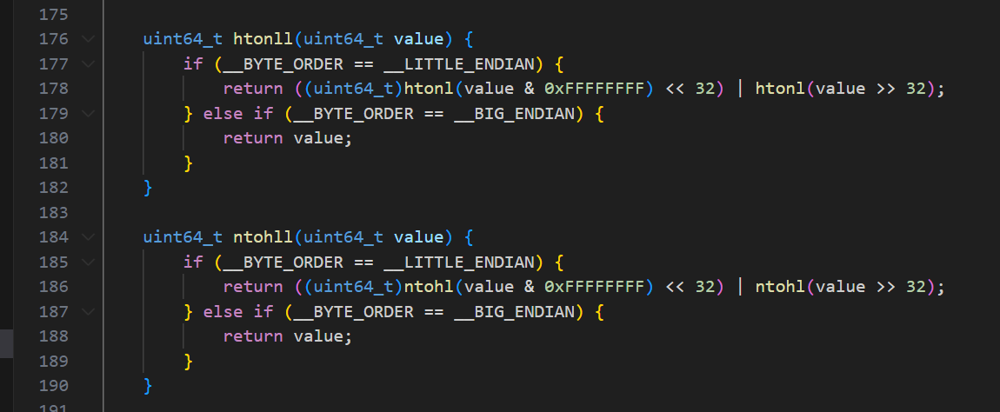 175
176 uint64_t htonll(uint64_t value) {
177 if (__BYTE_ORDER == __LITTLE_ENDIAN) {
178 return ((uint64_t)htonl(value & 0xFFFFFFFF) << 32) | htonl(value >> 32);
179 } else if (__BYTE_ORDER == __BIG_ENDIAN) {
180 return value;
181 }
182 }
183
184 uint64_t ntohll(uint64_t value) {
185 if (__BYTE_ORDER == __LITTLE_ENDIAN) {
186 return ((uint64_t)ntohl(value & 0xFFFFFFFF) << 32) | ntohl(value >> 32);
187 } else if (__BYTE_ORDER == __BIG_ENDIAN) {
188 return value;
189 }
190 }
191